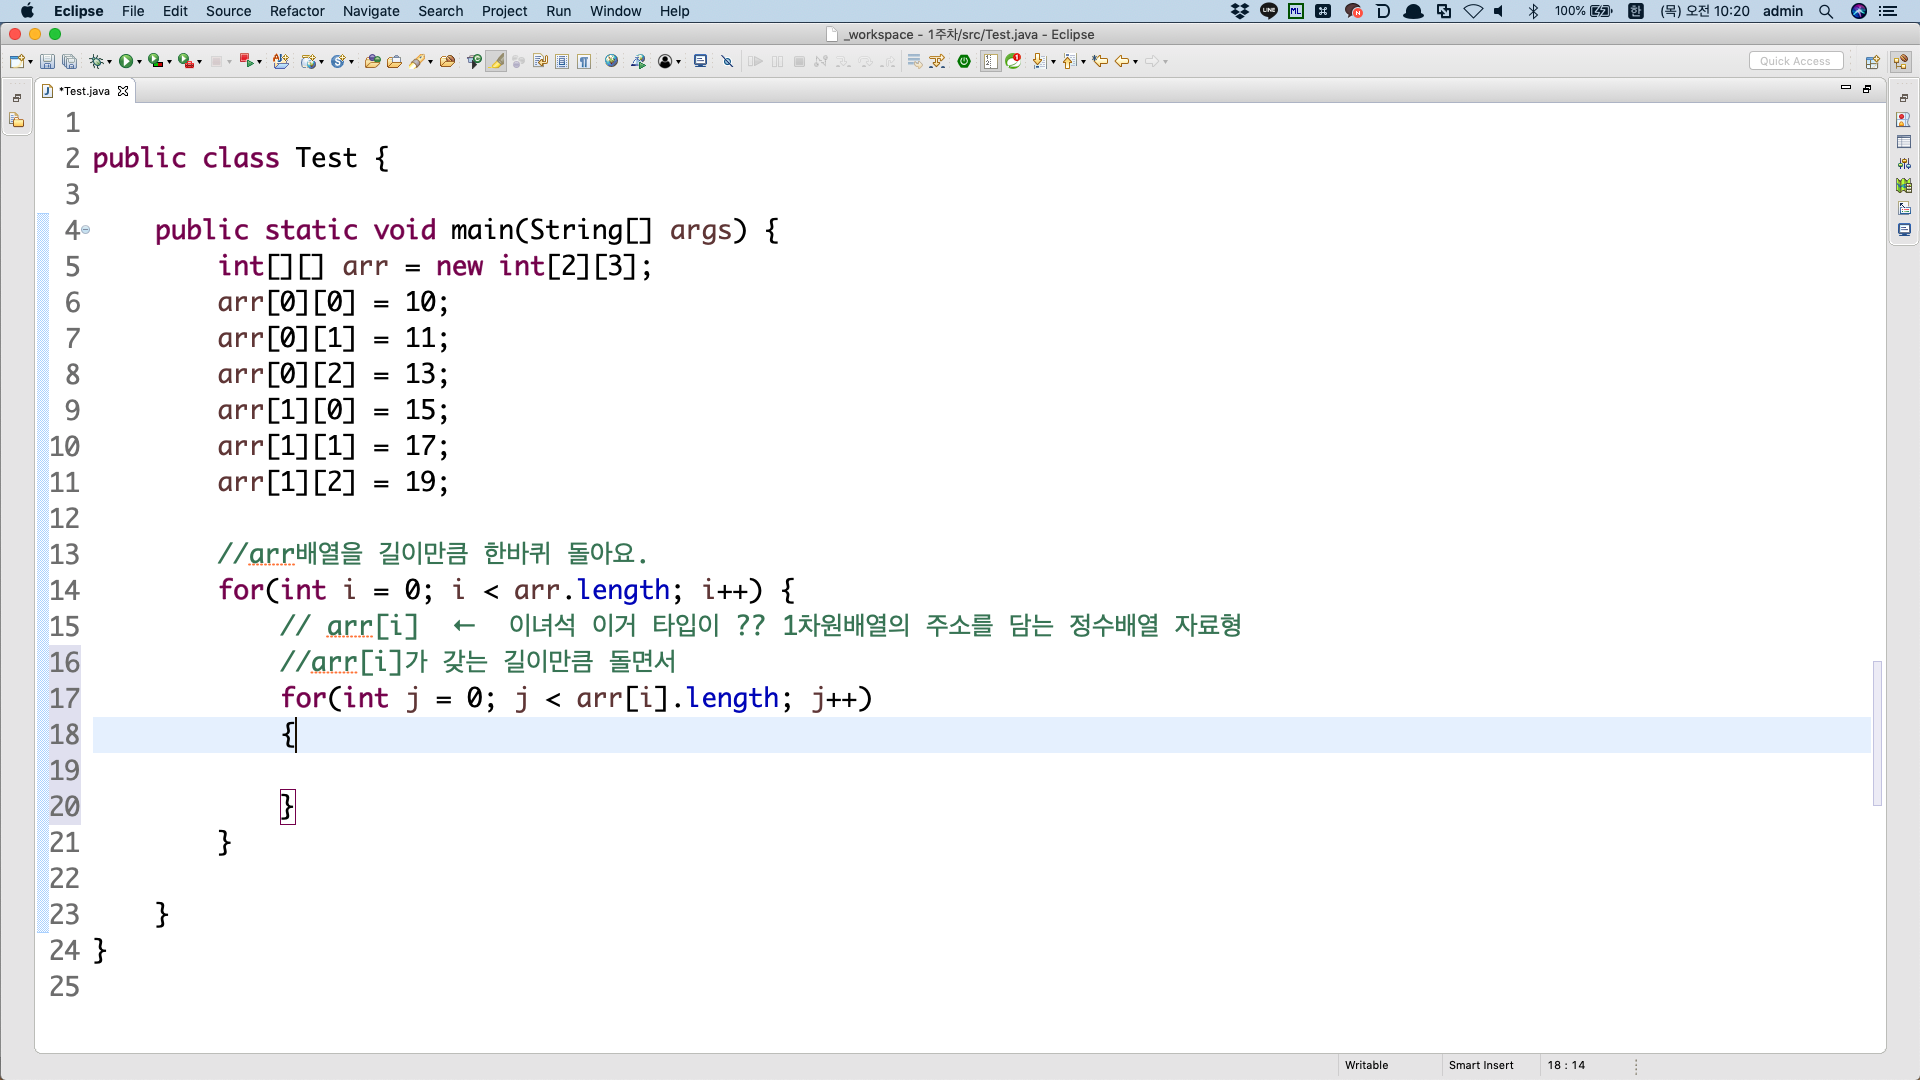 Eclipse File Edit Source Refactor Navigate Search Project Run Window Help 100% 한 (목) 오전 10:20 admin
_workspace - 1주차/src/Test.java - Eclipse
Quick Access
*Test.java
1
2 public class Test {
3
4 public static void main(String[] args) {
5 int[][] arr = new int[2][3];
6 arr[0][0] = 10;
7 arr[0][1] = 11;
8 arr[0][2] = 13;
9 arr[1][0] = 15;
10 arr[1][1] = 17;
11 arr[1][2] = 19;
12
13 //arr배열을 길이만큼 한바퀴 돌아요.
14 for(int i = 0; i < arr.length; i++) {
15 // arr[i] ← 이녀석 이거 타입이 ?? 1차원배열의 주소를 담는 정수배열 자료형
16 //arr[i]가 갖는 길이만큼 돌면서
17 for(int j = 0; j < arr[i].length; j++)
18 {
19
20 }
21 }
22
23 }
24 }
25
Writable Smart Insert 18 : 14